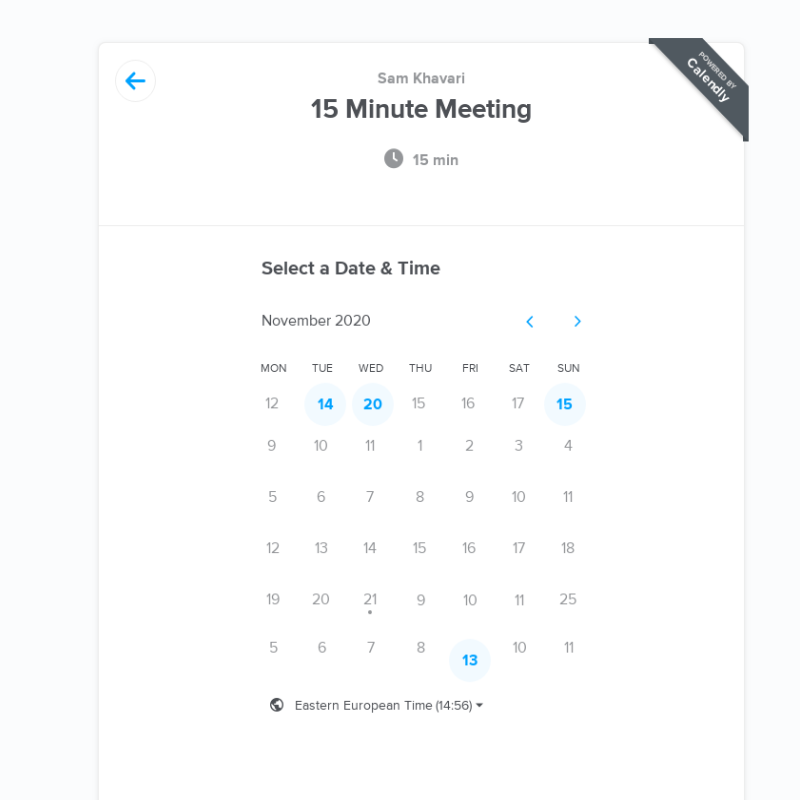 POWERED BY
Calendly
Sam Khavari
15 Minute Meeting
15 min
Select a Date & Time
November 2020
MON TUE WED THU FRI SAT SUN
12 14 20 15 16 17 15
9 10 11 1 2 3 4
5 6 7 8 9 10 11
12 13 14 15 16 17 18
19 20 21 9 10 11 25
5 6 7 8 13 10 11
Eastern European Time (14:56)